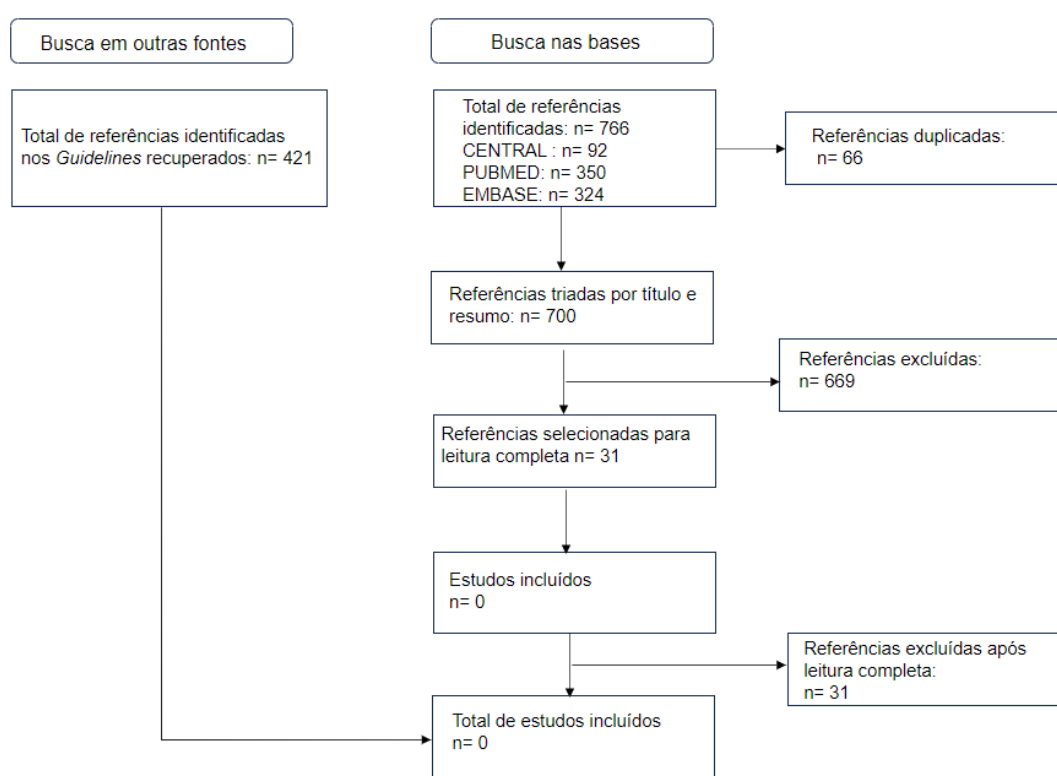 Busca em outras fontes
Busca nas bases
Total de referências identificadas
nos Guidelines recuperados: n= 421
Total de referências
identificadas: n= 766
CENTRAL : n= 92
PUBMED: n= 350
EMBASE: n= 324
Referências duplicadas:
n= 66
Referências triadas por título e
resumo: n= 700
Referências excluídas:
n= 669
Referências selecionadas para
leitura completa n= 31
Estudos incluídos
n= 0
Referências excluídas após
leitura completa:
n= 31
Total de estudos incluídos
n= 0